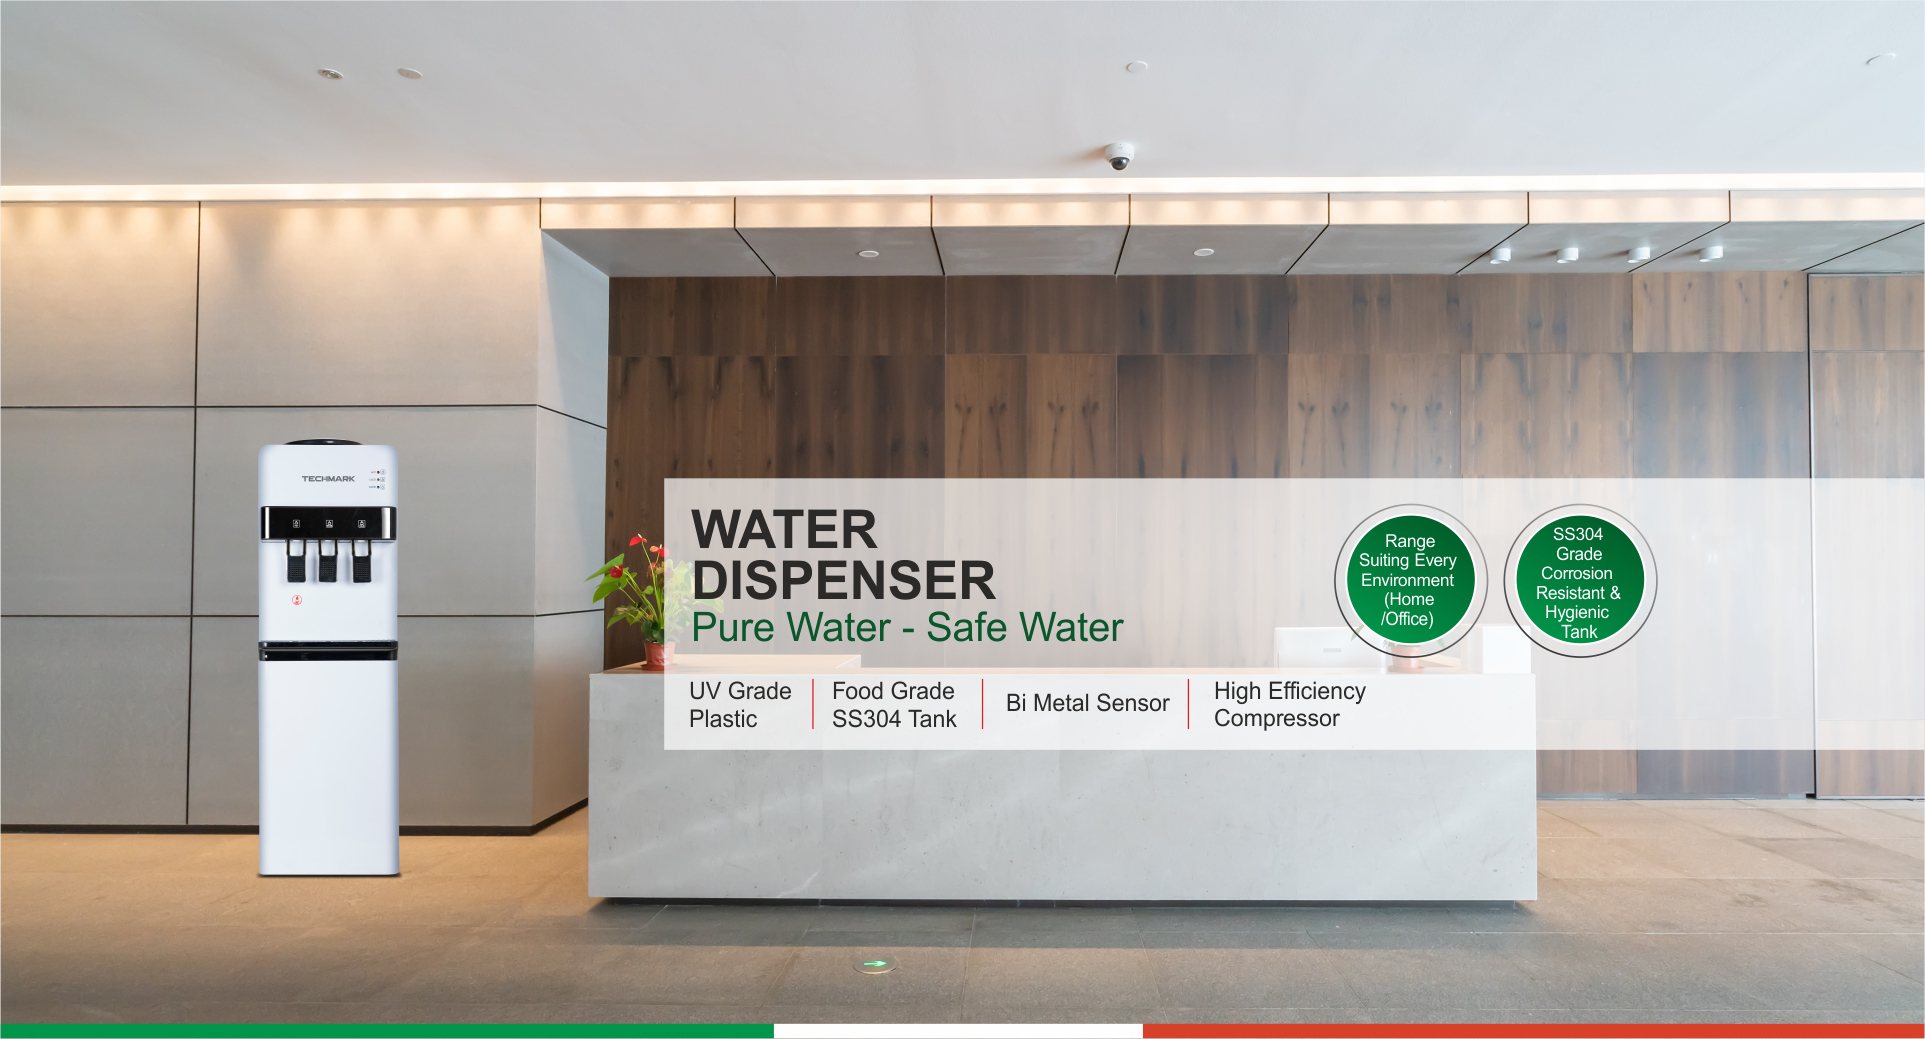 TECHMARK
WATER
DISPENSER
Pure Water - Safe Water
Range
Suiting Every
Environment
(Home
/Office)
SS304
Grade
Corrosion
Resistant &
Hygienic
Tank
UV Grade
Plastic
Food Grade
SS304 Tank
Bi Metal Sensor
High Efficiency
Compressor